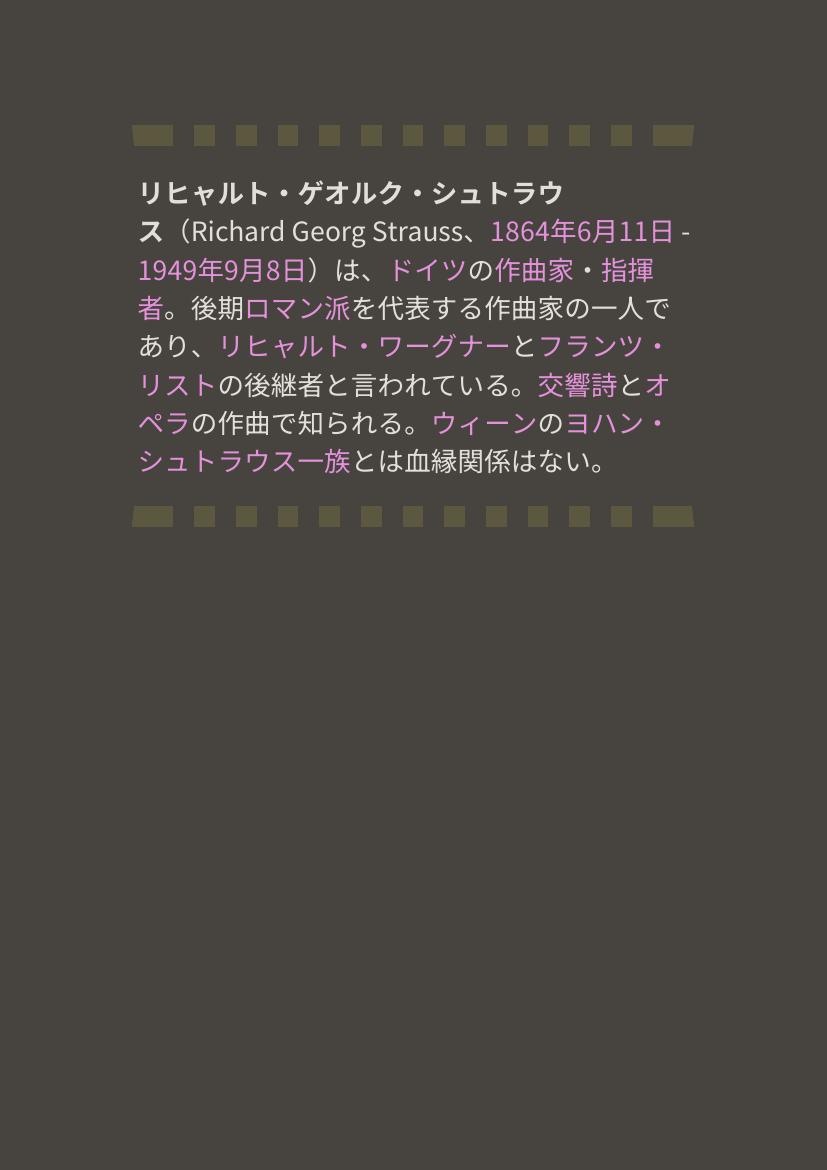 リヒャルト・ゲオルク・シュトラウ
ス（Richard Georg Strauss、1864年6月11日 -
1949年9月8日）は、ドイツの作曲家・指揮
者。後期ロマン派を代表する作曲家の一人で
あり、リヒャルト・ワーグナーとフランツ・
リストの後継者と言われている。交響詩とオ
ペラの作曲で知られる。ウィーンのヨハン・
シュトラウス一族とは血縁関係はない。